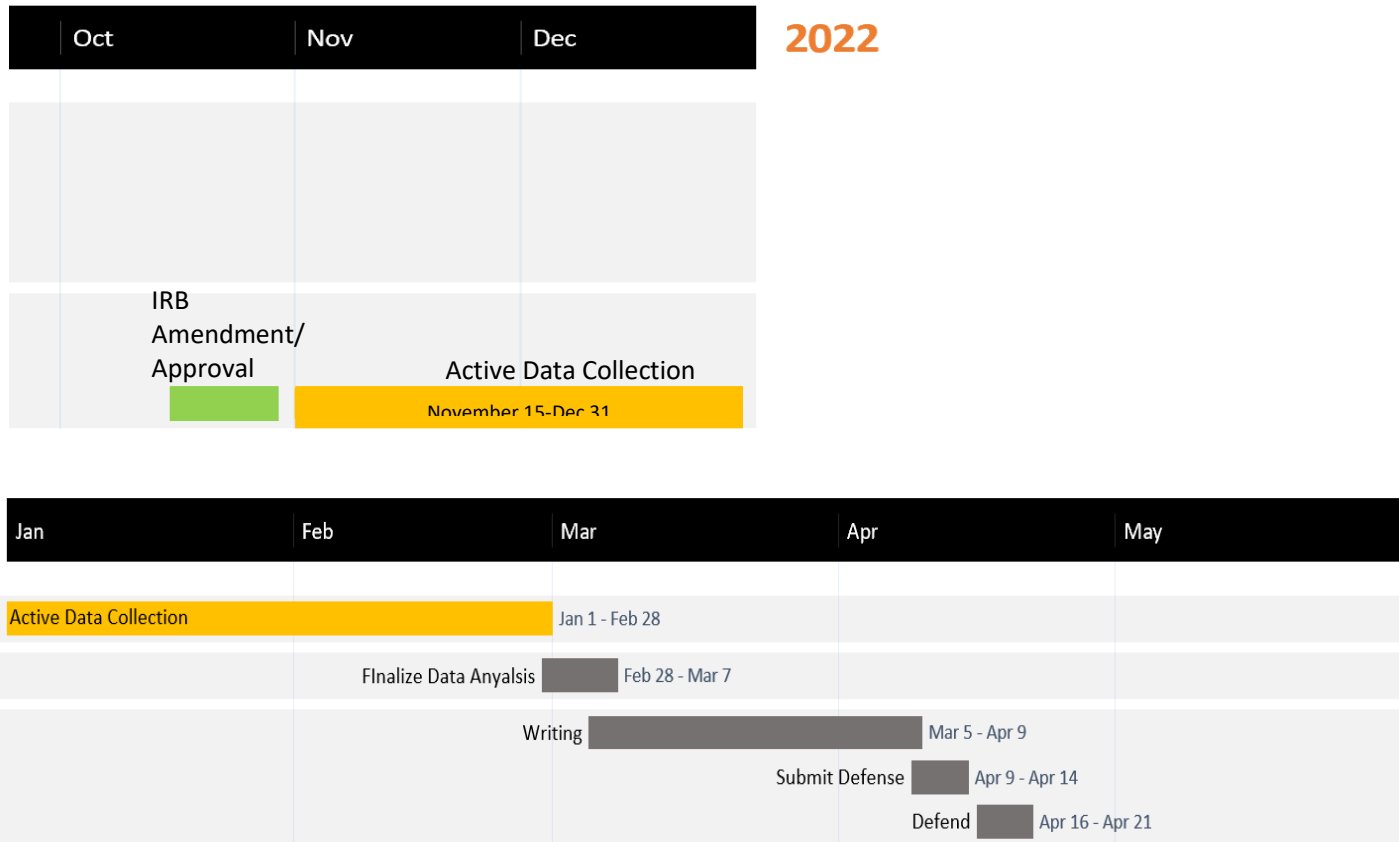 Oct Nov Dec 2022
IRB
Amendment/
Approval
Active Data Collection
November 15-Dec 31
Jan Feb Mar Apr May
Active Data Collection Jan 1 - Feb 28
FInalize Data Anyalsis Feb 28 - Mar 7
Writing Mar 5 - Apr 9
Submit Defense Apr 9 - Apr 14
Defend Apr 16 - Apr 21